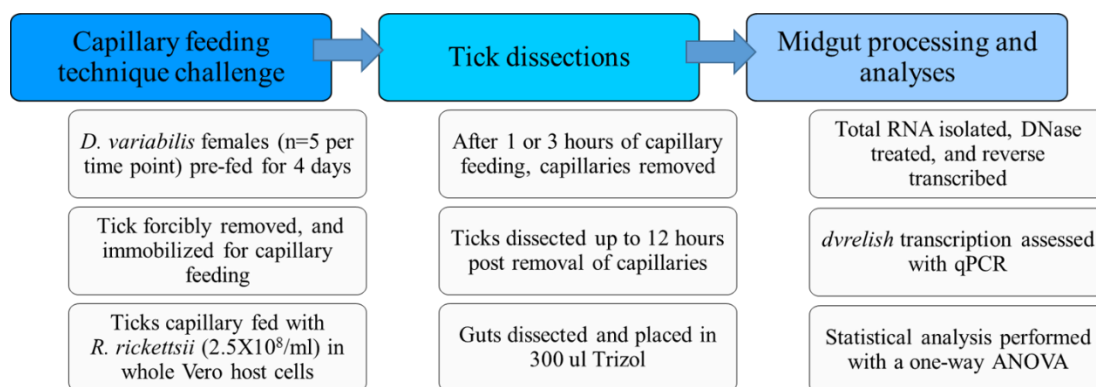 Capillary feeding
technique challenge
D. variabilis females (n=5 per
time point) pre-fed for 4 days
Tick forcibly removed, and
immobilized for capillary
feeding
Ticks capillary fed with
R. rickettsii (2.5X10⁸/ml) in
whole Vero host cells
Tick dissections
After 1 or 3 hours of capillary
feeding, capillaries removed
Ticks dissected up to 12 hours
post removal of capillaries
Guts dissected and placed in
300 ul Trizol
Midgut processing and
analyses
Total RNA isolated, DNase
treated, and reverse
transcribed
dvrelish transcription assessed
with qPCR
Statistical analysis performed
with a one-way ANOVA